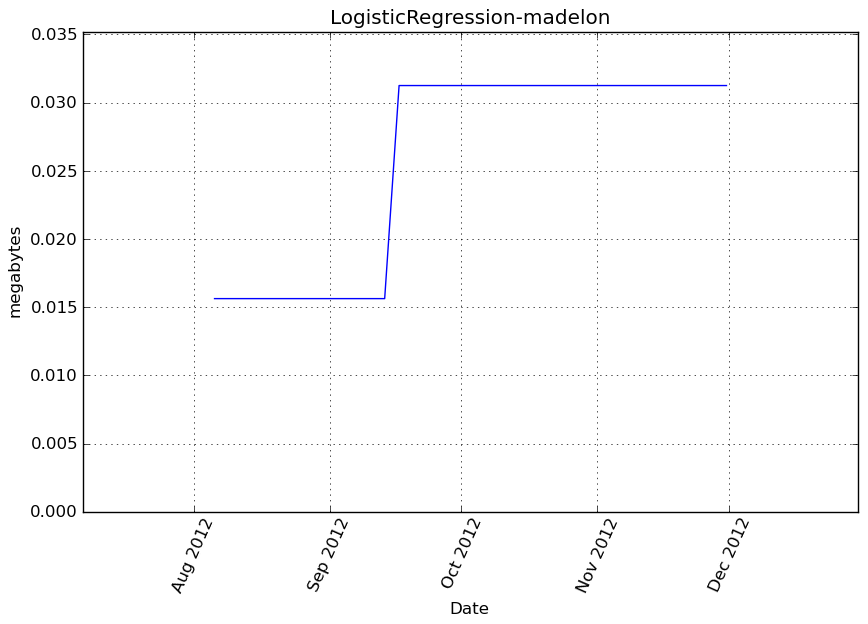 LogisticRegression-madelon
0.035
0.030
0.025
0.020
0.015
0.010
0.005
0.000
megabytes
Aug 2012
Sep 2012
Oct 2012
Nov 2012
Dec 2012
Date